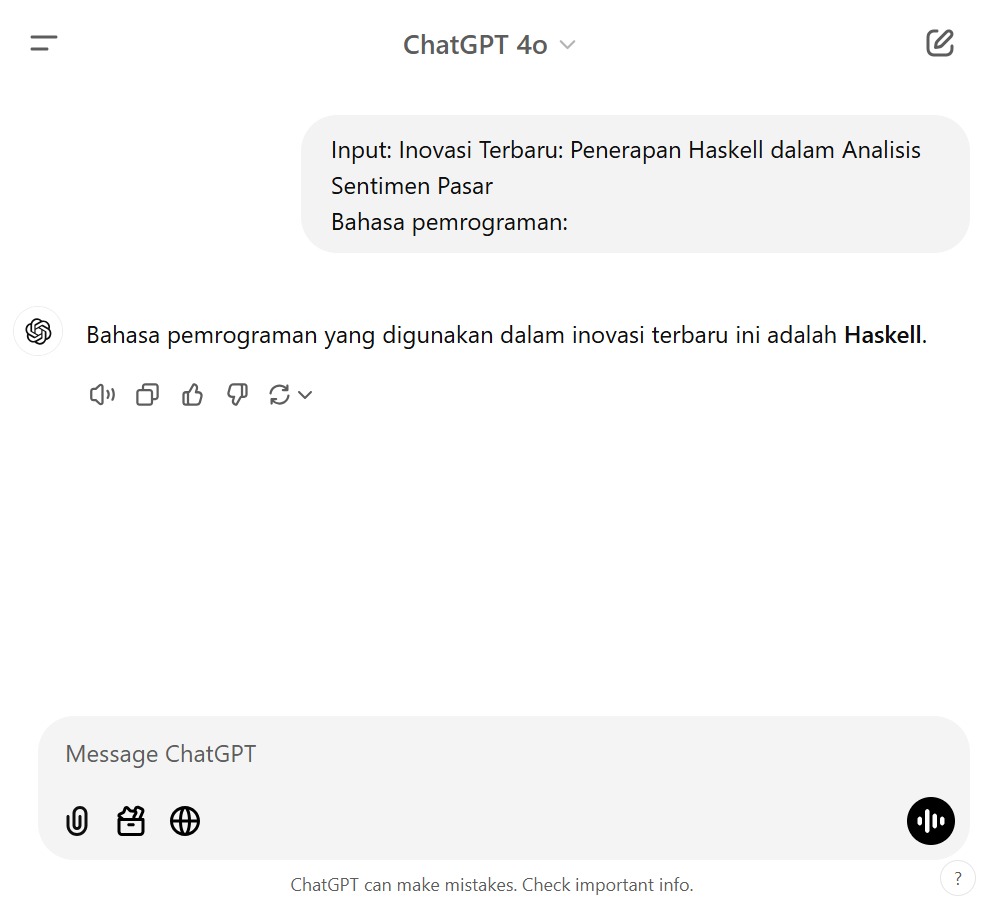 ChatGPT 4o
Input: Inovasi Terbaru: Penerapan Haskell dalam Analisis
Sentimen Pasar
Bahasa pemrograman:
Bahasa pemrograman yang digunakan dalam inovasi terbaru ini adalah Haskell.
Message ChatGPT
ChatGPT can make mistakes. Check important info.
?